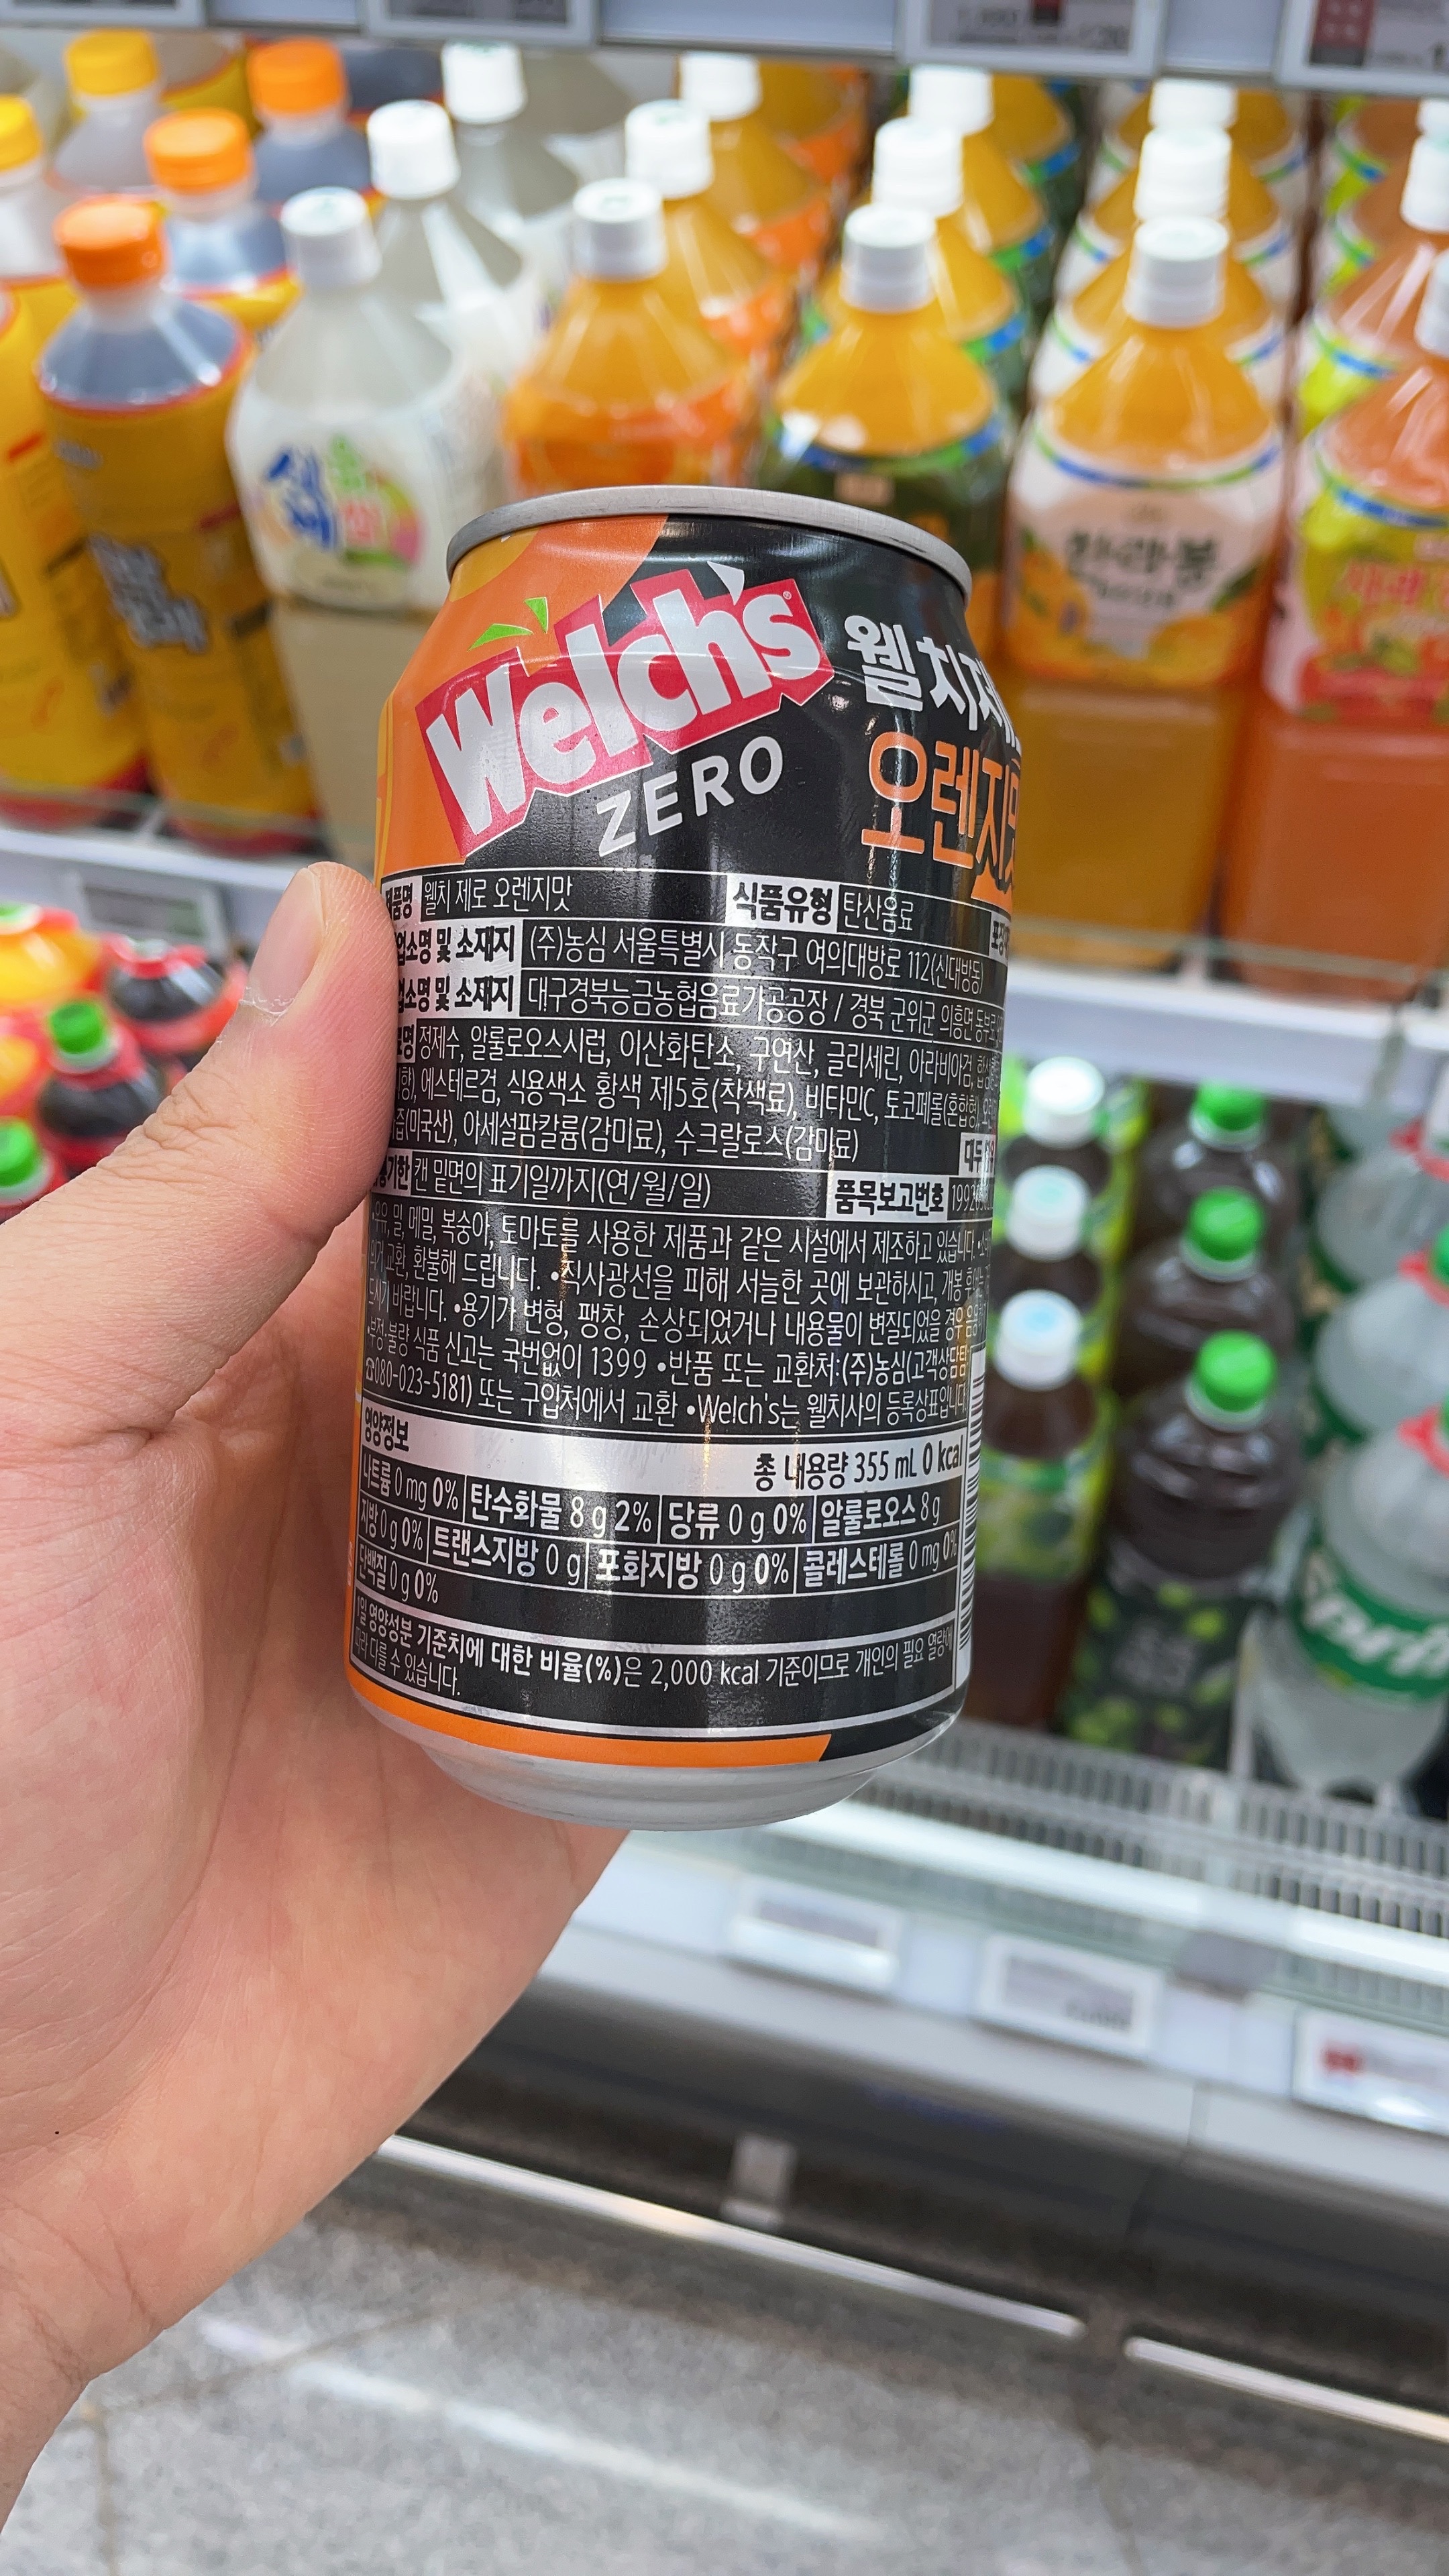 Welch's®
ZERO
웰치제
오렌지맛
제품명 웰치 제로 오렌지맛 식품유형 탄산음료
업소명 및 소재지 (주)농심 서울특별시 동작구 여의대방로 112(신대방동)
업소명 및 소재지 대구경북능금농협음료가공공장 / 경북 군위군 의흥면 동부로
정제수, 알룰로오스시럽, 이산화탄소, 구연산, 글리세린, 아라비아검,
에스테르검, 식용색소 황색 제5호(착색료), 비타민C, 토코페롤(혼합형)
즙(미국산), 아세설팜칼륨(감미료), 수크랄로스(감미료) 대두
캔 밑면의 표기일까지(연/월/일) 품목보고번호
밀, 메밀, 복숭아, 토마토를 사용한 제품과 같은 시설에서 제조하고 있습니다.
교환, 환불해 드립니다. •직사광선을 피해 서늘한 곳에 보관하시고, 개봉
드시기 바랍니다. •용기가 변형, 팽창, 손상되었거나 내용물이 변질되었을 경우
부정·불량 식품 신고는 국번없이 1399 •반품 또는 교환처:(주)농심(고객상담팀
☎080-023-5181) 또는 구입처에서 교환 •Welch's는 웰치사의 등록상표입니다
영양정보 총 내용량 355 mL 0 kcal
나트륨 0 mg 0% 탄수화물 8 g 2% 당류 0 g 0% 알룰로오스 8 g
지방 0 g 0% 트랜스지방 0 g 포화지방 0 g 0% 콜레스테롤 0 mg 0%
단백질 0 g 0%
1일 영양성분 기준치에 대한 비율(%)은 2,000 kcal 기준이므로 개인의 필요 열량에
따라 다를 수 있습니다.
한라봉